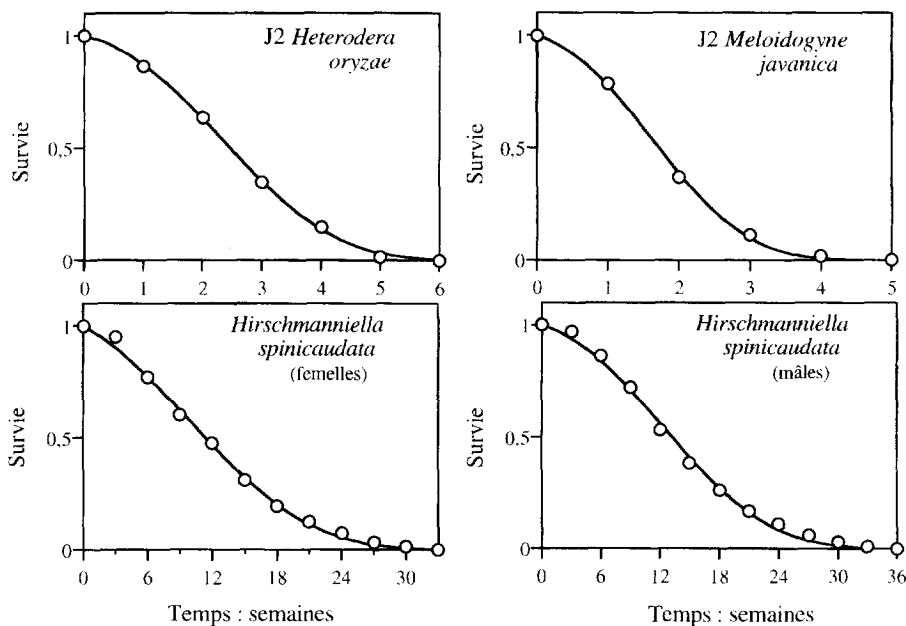 J2 Heterodera
oryzae
Survie
1
0,5
0
0 1 2 3 4 5 6
J2 Meloidogyne
javanica
Survie
1
0,5
0
0 1 2 3 4 5
Hirschmanniella
spinicaudata
(femelles)
Survie
1
0.5
0
0 6 12 18 24 30
Temps : semaines
Hirschmanniella
spinicaudata
(mâles)
Survie
1
0.5
0
0 6 12 18 24 30 36
Temps : semaines